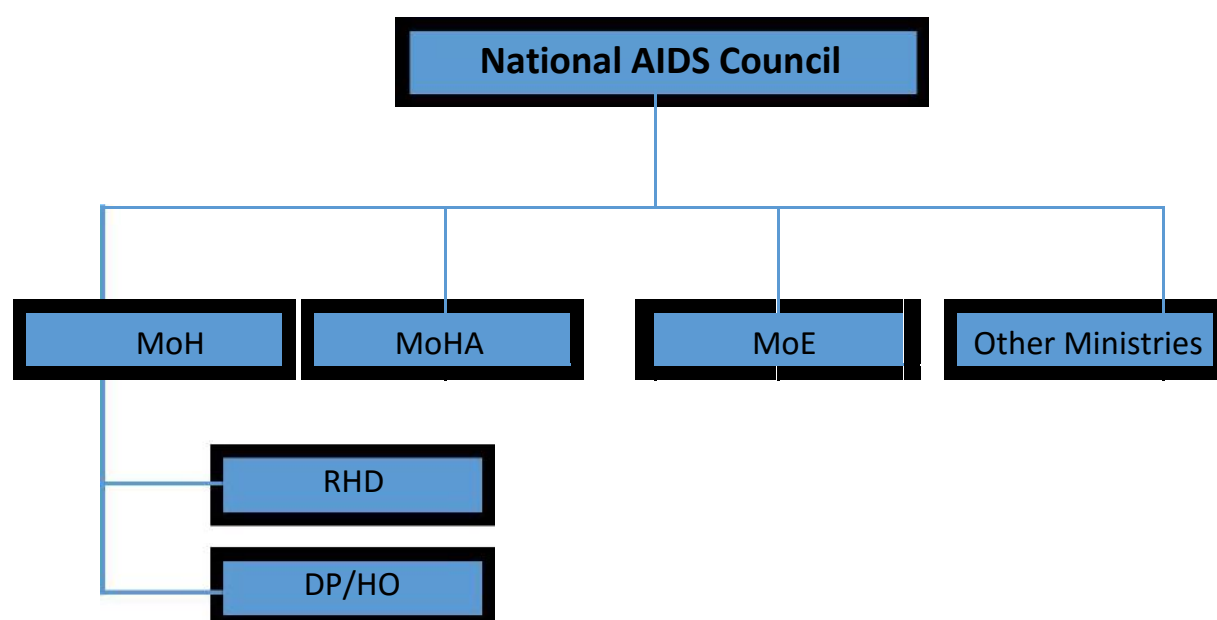 National AIDS Council
MoH
MoHA
MoE
Other Ministries
RHD
DP/HO